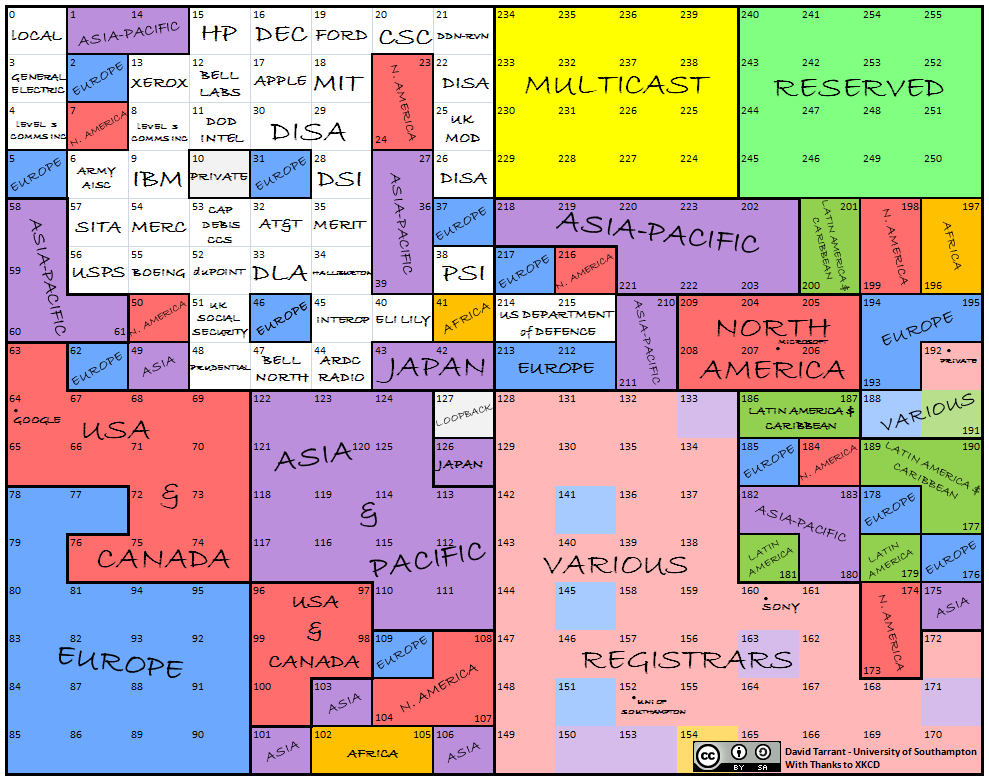 0 1 14 15 16 19 20 21 234 235 236 239 240 241 254 255
LOCAL ASIA-PACIFIC HP DEC FORD CSC DDN-RVN
3 2 13 12 17 18 23 22 233 232 237 238 243 242 253 252
GENERAL ELECTRIC EUROPE XEROX BELL LABS APPLE MIT N. AMERICA DISA MULTICAST RESERVED
4 7 8 11 30 29 24 25 230 231 226 225 244 247 248 251
LEVEL 3 COMMS INC N. AMERICA LEVEL 3 COMMS INC DOD INTEL DISA UK MOD
5 6 9 10 31 28 27 26 229 228 227 224 245 246 249 250
EUROPE ARMY AISC IBM PRIVATE EUROPE DSI ASIA-PACIFIC DISA
58 57 54 53 32 35 36 37 218 219 220 223 202 201 198 197
ASIA-PACIFIC SITA MERC CAP DEBIS CCS AT&T MERIT EUROPE ASIA-PACIFIC LATIN AMERICA & CARIBBEAN N. AMERICA AFRICA
59 56 55 52 33 34 39 38 217 216 221 222 203 200 199 196
USPS BOEING duPOINT DLA HALLIBURTON PSI EUROPE N. AMERICA
60 61 50 51 46 45 40 41 214 215 210 209 204 205 194 195
N. AMERICA UK SOCIAL SECURITY EUROPE INTEROP ELI LILY AFRICA US DEPARTMENT of DEFENCE ASIA-PACIFIC NORTH EUROPE
MICROSOFT
63 62 49 48 47 44 43 42 213 212 211 208 207 206 193 192
EUROPE ASIA PRUDENTIAL BELL NORTH ARDC RADIO JAPAN EUROPE AMERICA PRIVATE
64 67 68 69 122 123 124 127 128 131 132 133 186 187 188 191
GOOGLE USA LOOPBACK LATIN AMERICA & CARIBBEAN VARIOUS
65 66 71 70 121 120 125 126 129 130 135 134 185 184 189 190
ASIA JAPAN EUROPE N. AMERICA LATIN AMERICA & CARIBBEAN
78 77 72 73 118 119 114 113 142 141 136 137 182 183 178 177
& & ASIA-PACIFIC EUROPE
79 76 75 74 117 116 115 112 143 140 139 138 181 180 179 176
CANADA PACIFIC VARIOUS LATIN AMERICA LATIN AMERICA EUROPE
80 81 94 95 96 97 110 111 144 145 158 159 160 161 174 175
USA SONY N. AMERICA ASIA
83 82 93 92 99 98 109 108 147 146 157 156 163 162 173 172
EUROPE & CANADA EUROPE N. AMERICA REGISTRARS
84 87 88 91 100 103 104 107 148 151 152 155 164 167 168 171
ASIA UNI OF SOUTHAMPTON
85 86 89 90 101 102 105 106 149 150 153 154 165 166 169 170
ASIA AFRICA ASIA
cc BY SA
David Tarrant - University of Southampton
With Thanks to XKCD